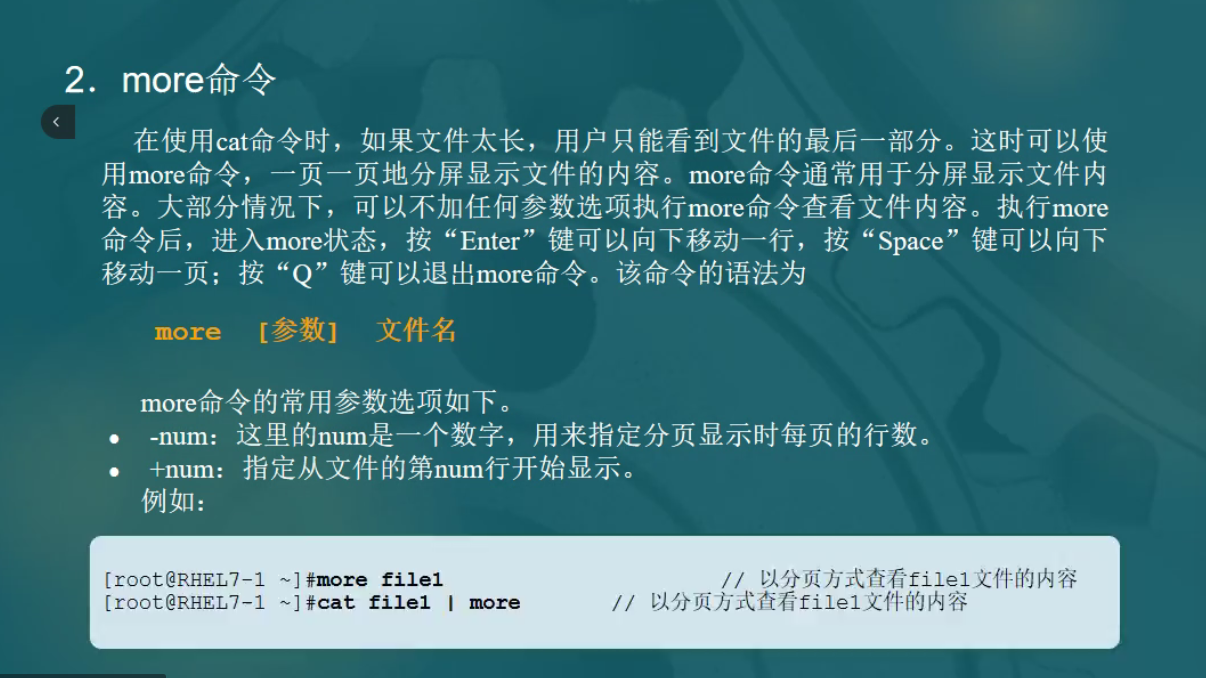 2．more命令
在使用cat命令时，如果文件太长，用户只能看到文件的最后一部分。这时可以使
用more命令，一页一页地分屏显示文件的内容。more命令通常用于分屏显示文件内
容。大部分情况下，可以不加任何参数选项执行more命令查看文件内容。执行more
命令后，进入more状态，按“Enter”键可以向下移动一行，按“Space”键可以向下
移动一页；按“Q”键可以退出more命令。该命令的语法为
more [参数] 文件名
more命令的常用参数选项如下。
● -num：这里的num是一个数字，用来指定分页显示时每页的行数。
● +num：指定从文件的第num行开始显示。
例如：
[root@RHEL7-1 ~]#more file1 // 以分页方式查看file1文件的内容
[root@RHEL7-1 ~]#cat file1 | more // 以分页方式查看file1文件的内容